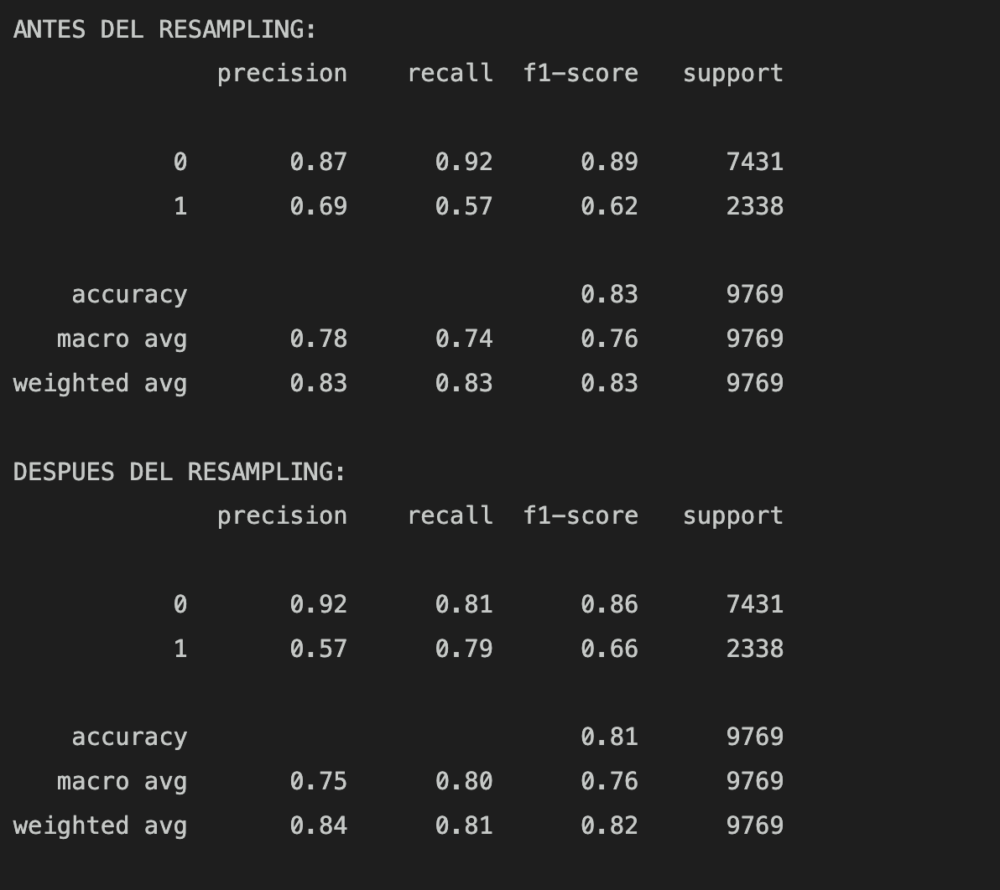 ANTES DEL RESAMPLING:
precision recall f1-score support
0 0.87 0.92 0.89 7431
1 0.69 0.57 0.62 2338
accuracy 0.83 9769
macro avg 0.78 0.74 0.76 9769
weighted avg 0.83 0.83 0.83 9769
DESPUES DEL RESAMPLING:
precision recall f1-score support
0 0.92 0.81 0.86 7431
1 0.57 0.79 0.66 2338
accuracy 0.81 9769
macro avg 0.75 0.80 0.76 9769
weighted avg 0.84 0.81 0.82 9769